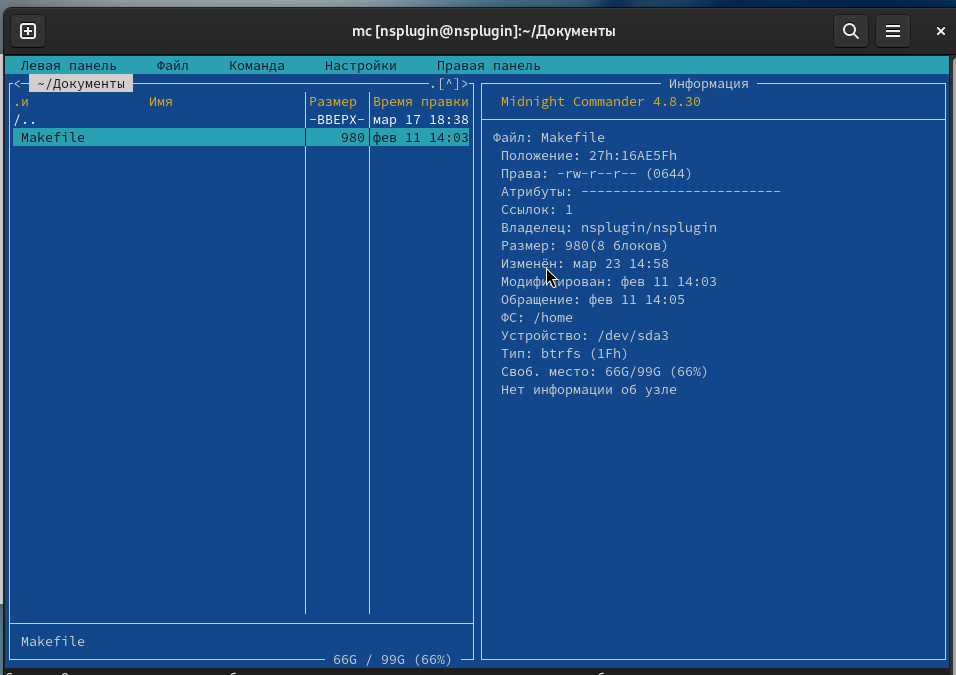 mc [nsplugin@nsplugin]:~/Документы
Левая панель Файл Команда Настройки Правая панель
<─ ~/Документы .[^]>
.и Имя Размер Время правки
/.. -ВВЕРХ- мар 17 18:38
Makefile 980 фев 11 14:03
Makefile
66G / 99G (66%)
Информация
Midnight Commander 4.8.30
Файл: Makefile
Положение: 27h:16AE5Fh
Права: -rw-r--r-- (0644)
Атрибуты: -------------------------
Ссылок: 1
Владелец: nsplugin/nsplugin
Размер: 980(8 блоков)
Изменён: мар 23 14:58
Модифицирован: фев 11 14:03
Обращение: фев 11 14:05
ФС: /home
Устройство: /dev/sda3
Тип: btrfs (1Fh)
Своб. место: 66G/99G (66%)
Нет информации об узле